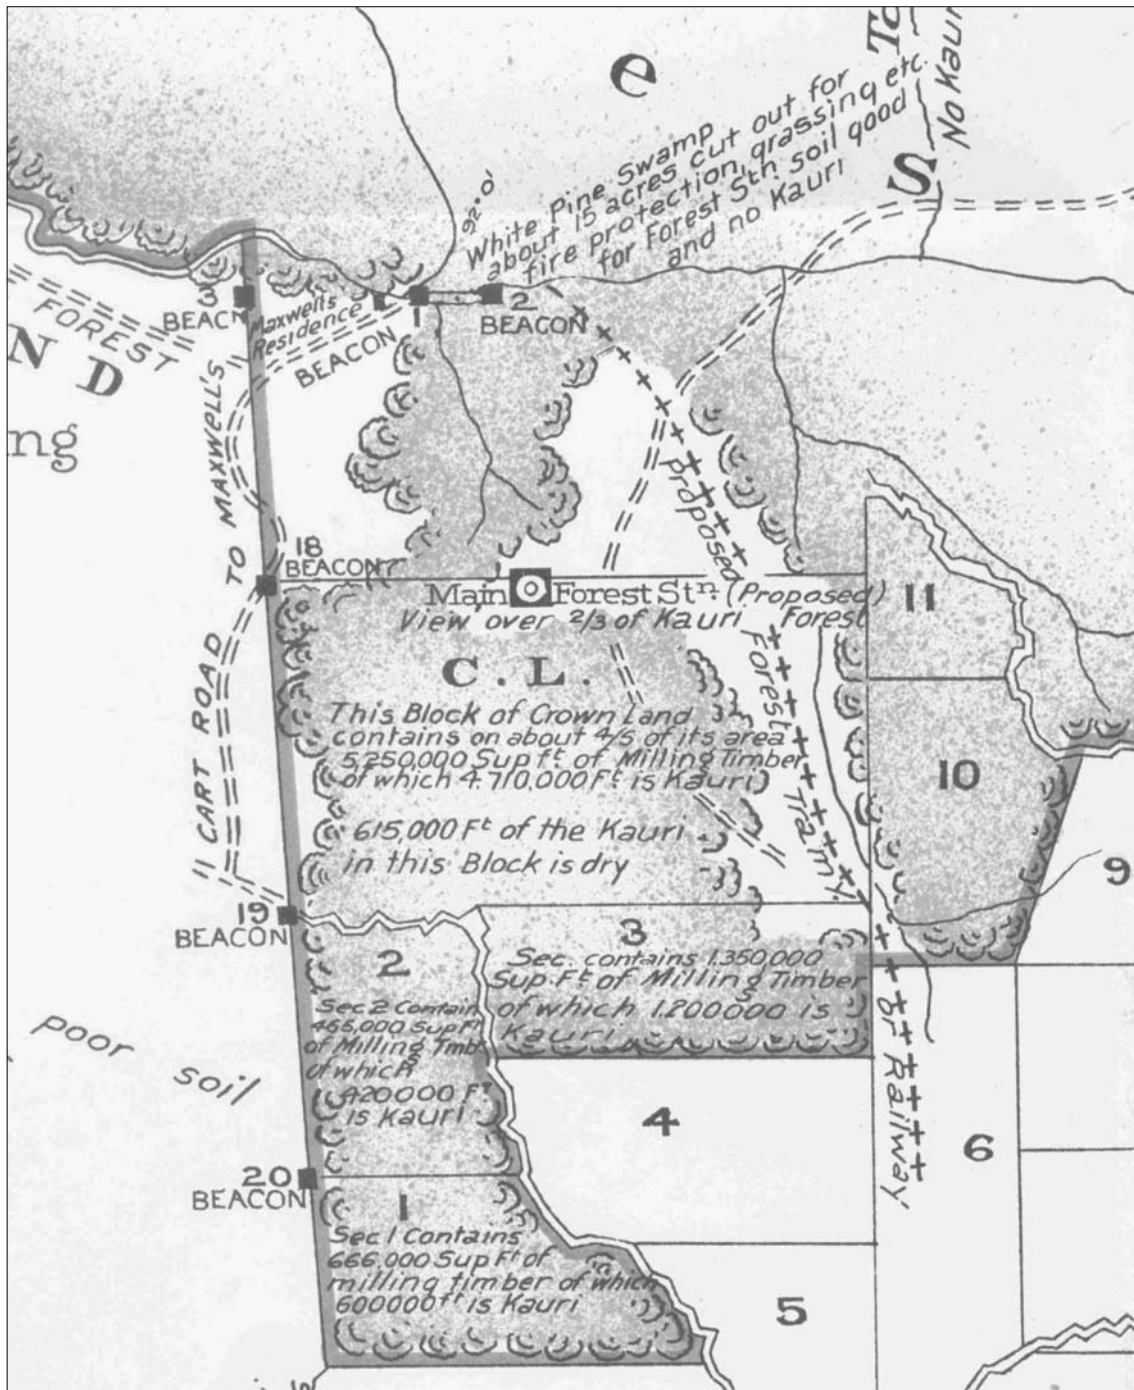 e
To
No Kauri
S
White Pine Swamp
about 15 acres cut out for
fire protection, grassing etc.
for Forest Stn. soil good
and no Kauri
92°.0'
3
BEACN
FOREST
Maxwell's
Residence
1
BEACON
2
BEACON
ND
ng
TO MAXWELL'S
CART ROAD
18
BEACON
Main Forest Stn. (Proposed)
View over 2/3 of Kauri Forest
Proposed
Forest
Tramy.
or Railway
C. L.
This Block of Crown Land
contains on about 4/5 of its area
5,250,000 Sup ft. of Milling Timber
of which 4.710,000 Ft. is Kauri
615,000 Ft of the Kauri
in this Block is dry
11
10
9
19
BEACON
2
Sec 2 Contain
465,000 Sup Ft
of Milling Timbr
of which
420000 Ft
is Kauri
3
Sec. contains 1.350,000
Sup. Ft of Milling Timber
of which 1.200000 is
Kauri
poor
soil
4
6
20
BEACON
1
Sec 1 Contains
666,000 Sup Ft of
milling timber of which
600000 ft is Kauri
5